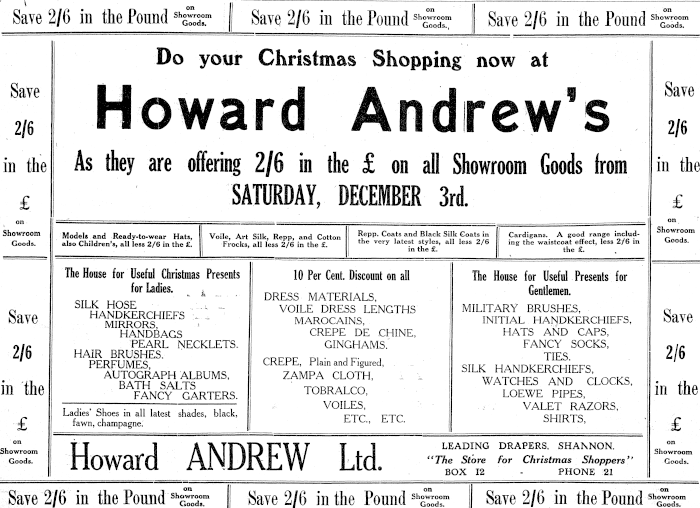 Save 2/6 in the Pound on Showroom Goods.
Save 2/6 in the Pound on Showroom Goods.
Save 2/6 in the Pound on Showroom Goods.
Save
2/6
in the
£
on
Showroom
Goods.
Do your Christmas Shopping now at
Howard Andrew's
As they are offering 2/6 in the £ on all Showroom Goods from
SATURDAY, DECEMBER 3rd.
Save
2/6
in the
£
on
Showroom
Goods.
Models and Ready-to-wear Hats,
also Children's, all less 2/6 in the £.
Voile, Art Silk, Repp, and Cotton
Frocks, all less 2/6 in the £.
Repp. Coats and Black Silk Coats in
the very latest styles, all less 2/6
in the £.
Cardigans. A good range includ-
ing the waistcoat effect, less 2/6 in
the £.
Save
2/6
in the
£
on
Showroom
Goods.
The House for Useful Christmas Presents
for Ladies.
SILK HOSE
HANDKERCHIEFS
MIRRORS,
HANDBAGS
PEARL NECKLETS.
HAIR BRUSHES.
PERFUMES,
AUTOGRAPH ALBUMS,
BATH SALTS
FANCY GARTERS.
Ladies' Shoes in all latest shades, black,
fawn, champagne.
10 Per Cent. Discount on all
DRESS MATERIALS,
VOILE DRESS LENGTHS
MAROCAINS,
CREPE DE CHINE,
GINGHAMS.
CREPE, Plain and Figured,
ZAMPA CLOTH,
TOBRALCO,
VOILES,
ETC., ETC.
The House for Useful Presents for
Gentlemen.
MILITARY BRUSHES,
INITIAL HANDKERCHIEFS,
HATS AND CAPS,
FANCY SOCKS,
TIES.
SILK HANDKERCHIEFS,
WATCHES AND CLOCKS,
LOEWE PIPES,
VALET RAZORS,
SHIRTS,
Save
2/6
in the
£
on
Showroom
Goods.
Howard ANDREW Ltd.
LEADING DRAPERS, SHANNON.
"The Store for Christmas Shoppers"
BOX 12 - PHONE 21
Save 2/6 in the Pound on Showroom Goods.
Save 2/6 in the Pound on Showroom Goods.
Save 2/6 in the Pound on Showroom Goods.